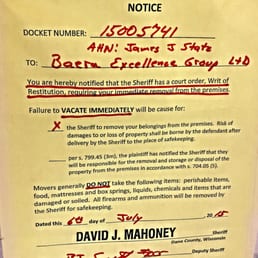 NOTICE
DOCKET NUMBER: 15005741
Attn: James J Statz
TO: Baera Excellence Group LTD
You are hereby notified that the Sheriff has a court order, Writ of
Restitution, requiring your immediate removal from the premises.
Failure to VACATE IMMEDIATELY will be cause for:
X the Sheriff to remove your belongings from the premises. Risk of
damages to or loss of property shall be borne by the defendant after
delivery by the Sheriff to the place of safekeeping.
per s. 799.45 (3m), the plaintiff has notified the Sheriff that they
will be responsible for the removal and storage or disposal of the
property from the premises in accordance with s. 704.05 (5).
Movers generally DO NOT take the following items: perishable items,
food, mattresses and box springs, liquids, chemicals and items that are
damaged or soiled. All firearms and ammunition will be removed by
the Sheriff for safekeeping.
Dated this 6th day of July, 2015
DAVID J. MAHONEY Sheriff
Dane County, Wisconsin